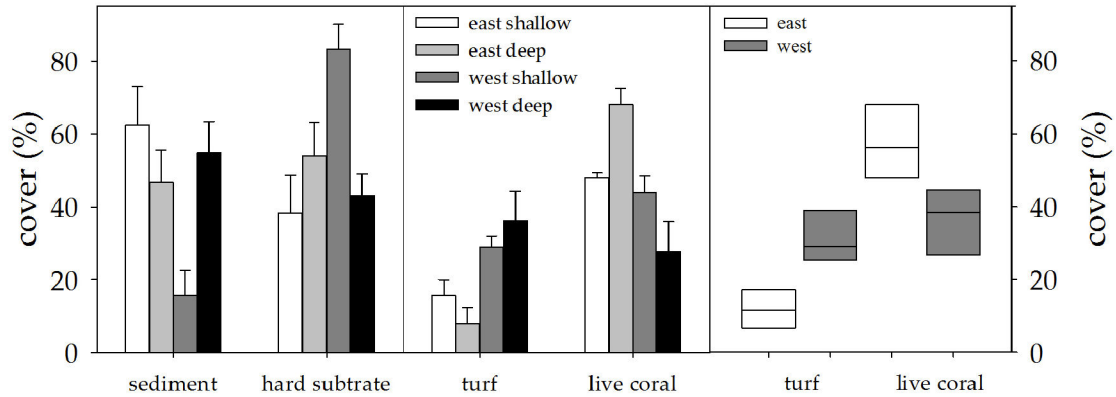 cover (%)
80
60
40
20
0
east shallow
east deep
west shallow
west deep
east
west
80
60
40
20
0
cover (%)
sediment
hard subtrate
turf
live coral
turf
live coral